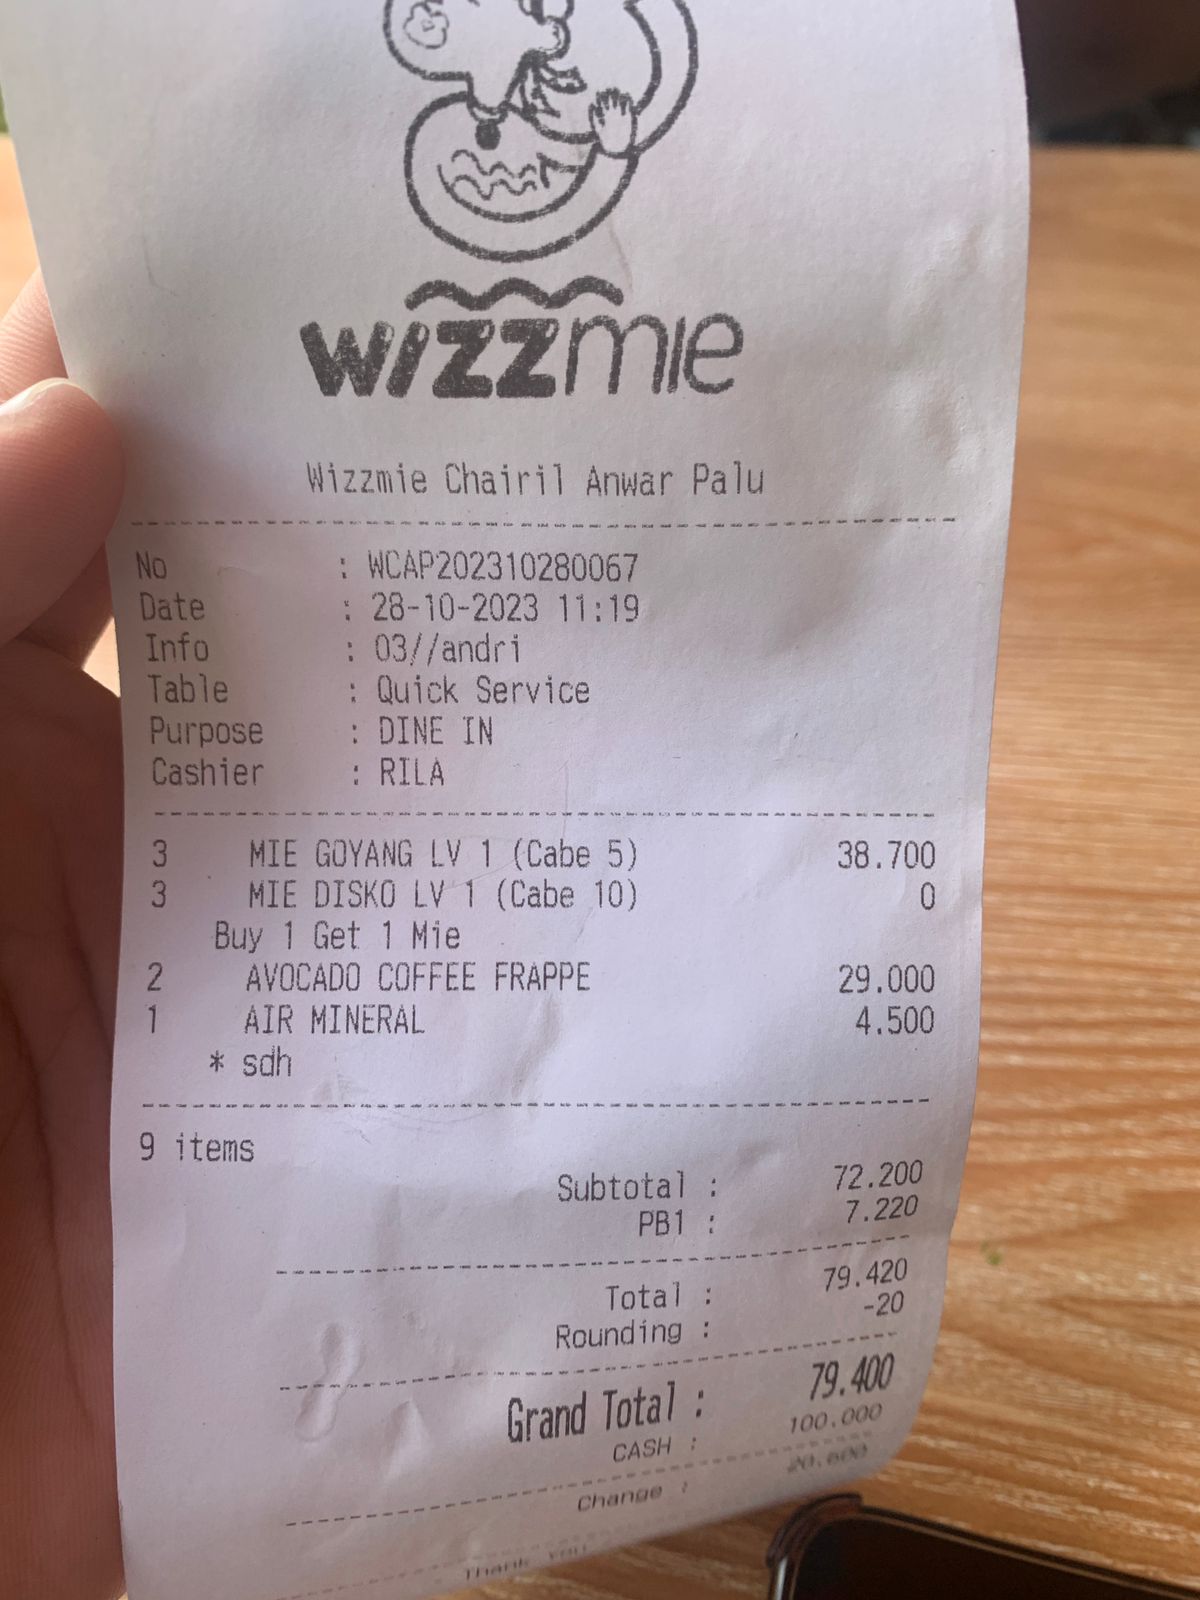 wizzmie
Wizzmie Chairil Anwar Palu
No : WCAP202310280067
Date : 28-10-2023 11:19
Info : 03//andri
Table : Quick Service
Purpose : DINE IN
Cashier : RILA
3 MIE GOYANG LV 1 (Cabe 5) 38.700
3 MIE DISKO LV 1 (Cabe 10) 0
Buy 1 Get 1 Mie
2 AVOCADO COFFEE FRAPPE 29.000
1 AIR MINERAL 4.500
* sdh
9 items
Subtotal : 72.200
PB1 : 7.220
Total : 79.420
Rounding : -20
Grand Total : 79.400
CASH : 100.000
Change : 20.600
Thank you